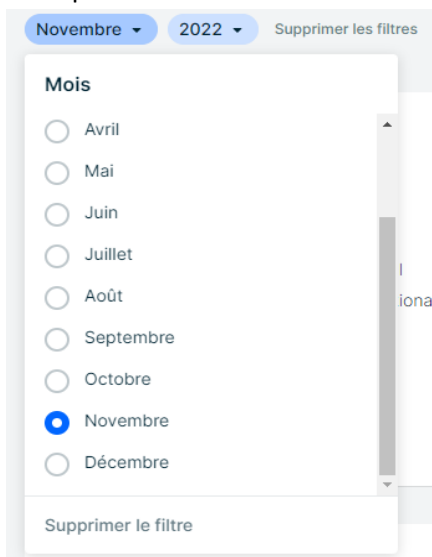 Novembre 2022 Supprimer les filtres
Mois
Avril
Mai
Juin
Juillet
Août
Septembre
Octobre
Novembre
Décembre
Supprimer le filtre